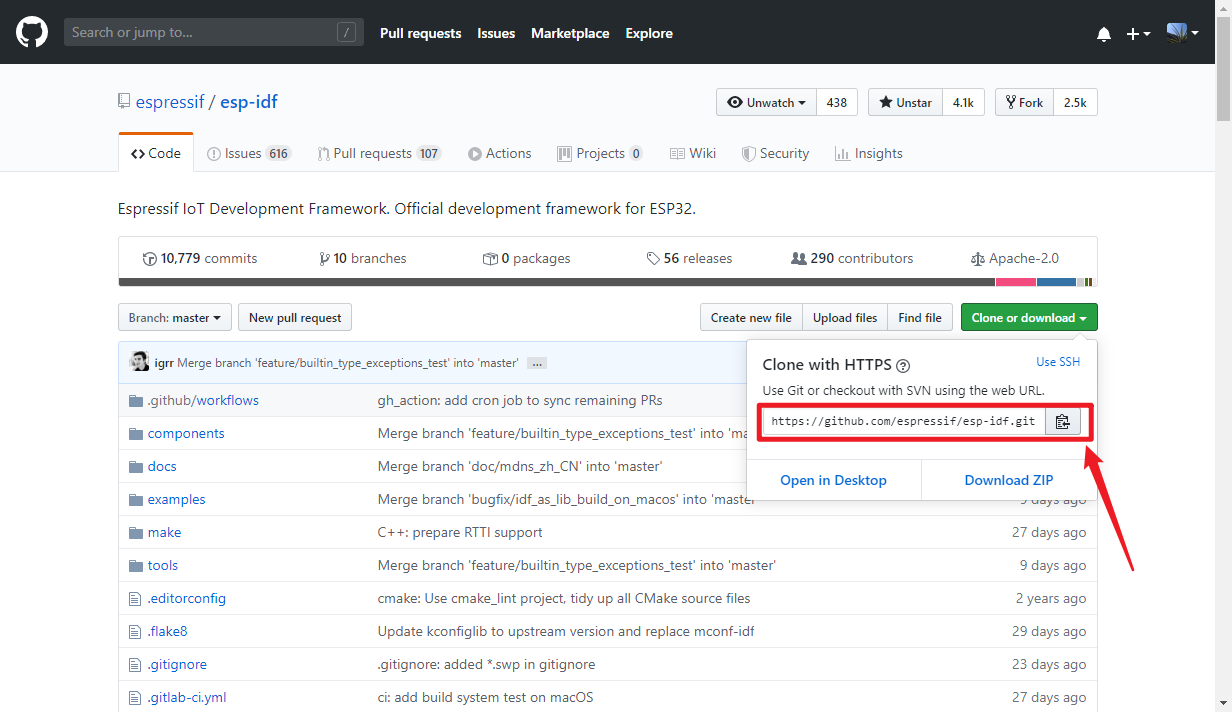 Search or jump to... / Pull requests Issues Marketplace Explore
espressif / esp-idf Unwatch 438 Unstar 4.1k Fork 2.5k
Code Issues 616 Pull requests 107 Actions Projects 0 Wiki Security Insights
Espressif IoT Development Framework. Official development framework for ESP32.
10,779 commits 10 branches 0 packages 56 releases 290 contributors Apache-2.0
Branch: master New pull request Create new file Upload files Find file Clone or download
igrr Merge branch 'feature/builtin_type_exceptions_test' into 'master' ...
Clone with HTTPS Use SSH
Use Git or checkout with SVN using the web URL.
https://github.com/espressif/esp-idf.git
Open in Desktop Download ZIP
.github/workflows gh_action: add cron job to sync remaining PRs
components Merge branch 'feature/builtin_type_exceptions_test' into
docs Merge branch 'doc/mdns_zh_CN' into 'master'
examples Merge branch 'bugfix/idf_as_lib_build_on_macos' into 'master' 9 days ago
make C++: prepare RTTI support 27 days ago
tools Merge branch 'feature/builtin_type_exceptions_test' into 'master' 9 days ago
.editorconfig cmake: Use cmake_lint project, tidy up all CMake source files 2 years ago
.flake8 Update kconfiglib to upstream version and replace mconf-idf 29 days ago
.gitignore .gitignore: added *.swp in gitignore 23 days ago
.gitlab-ci.yml ci: add build system test on macOS 27 days ago